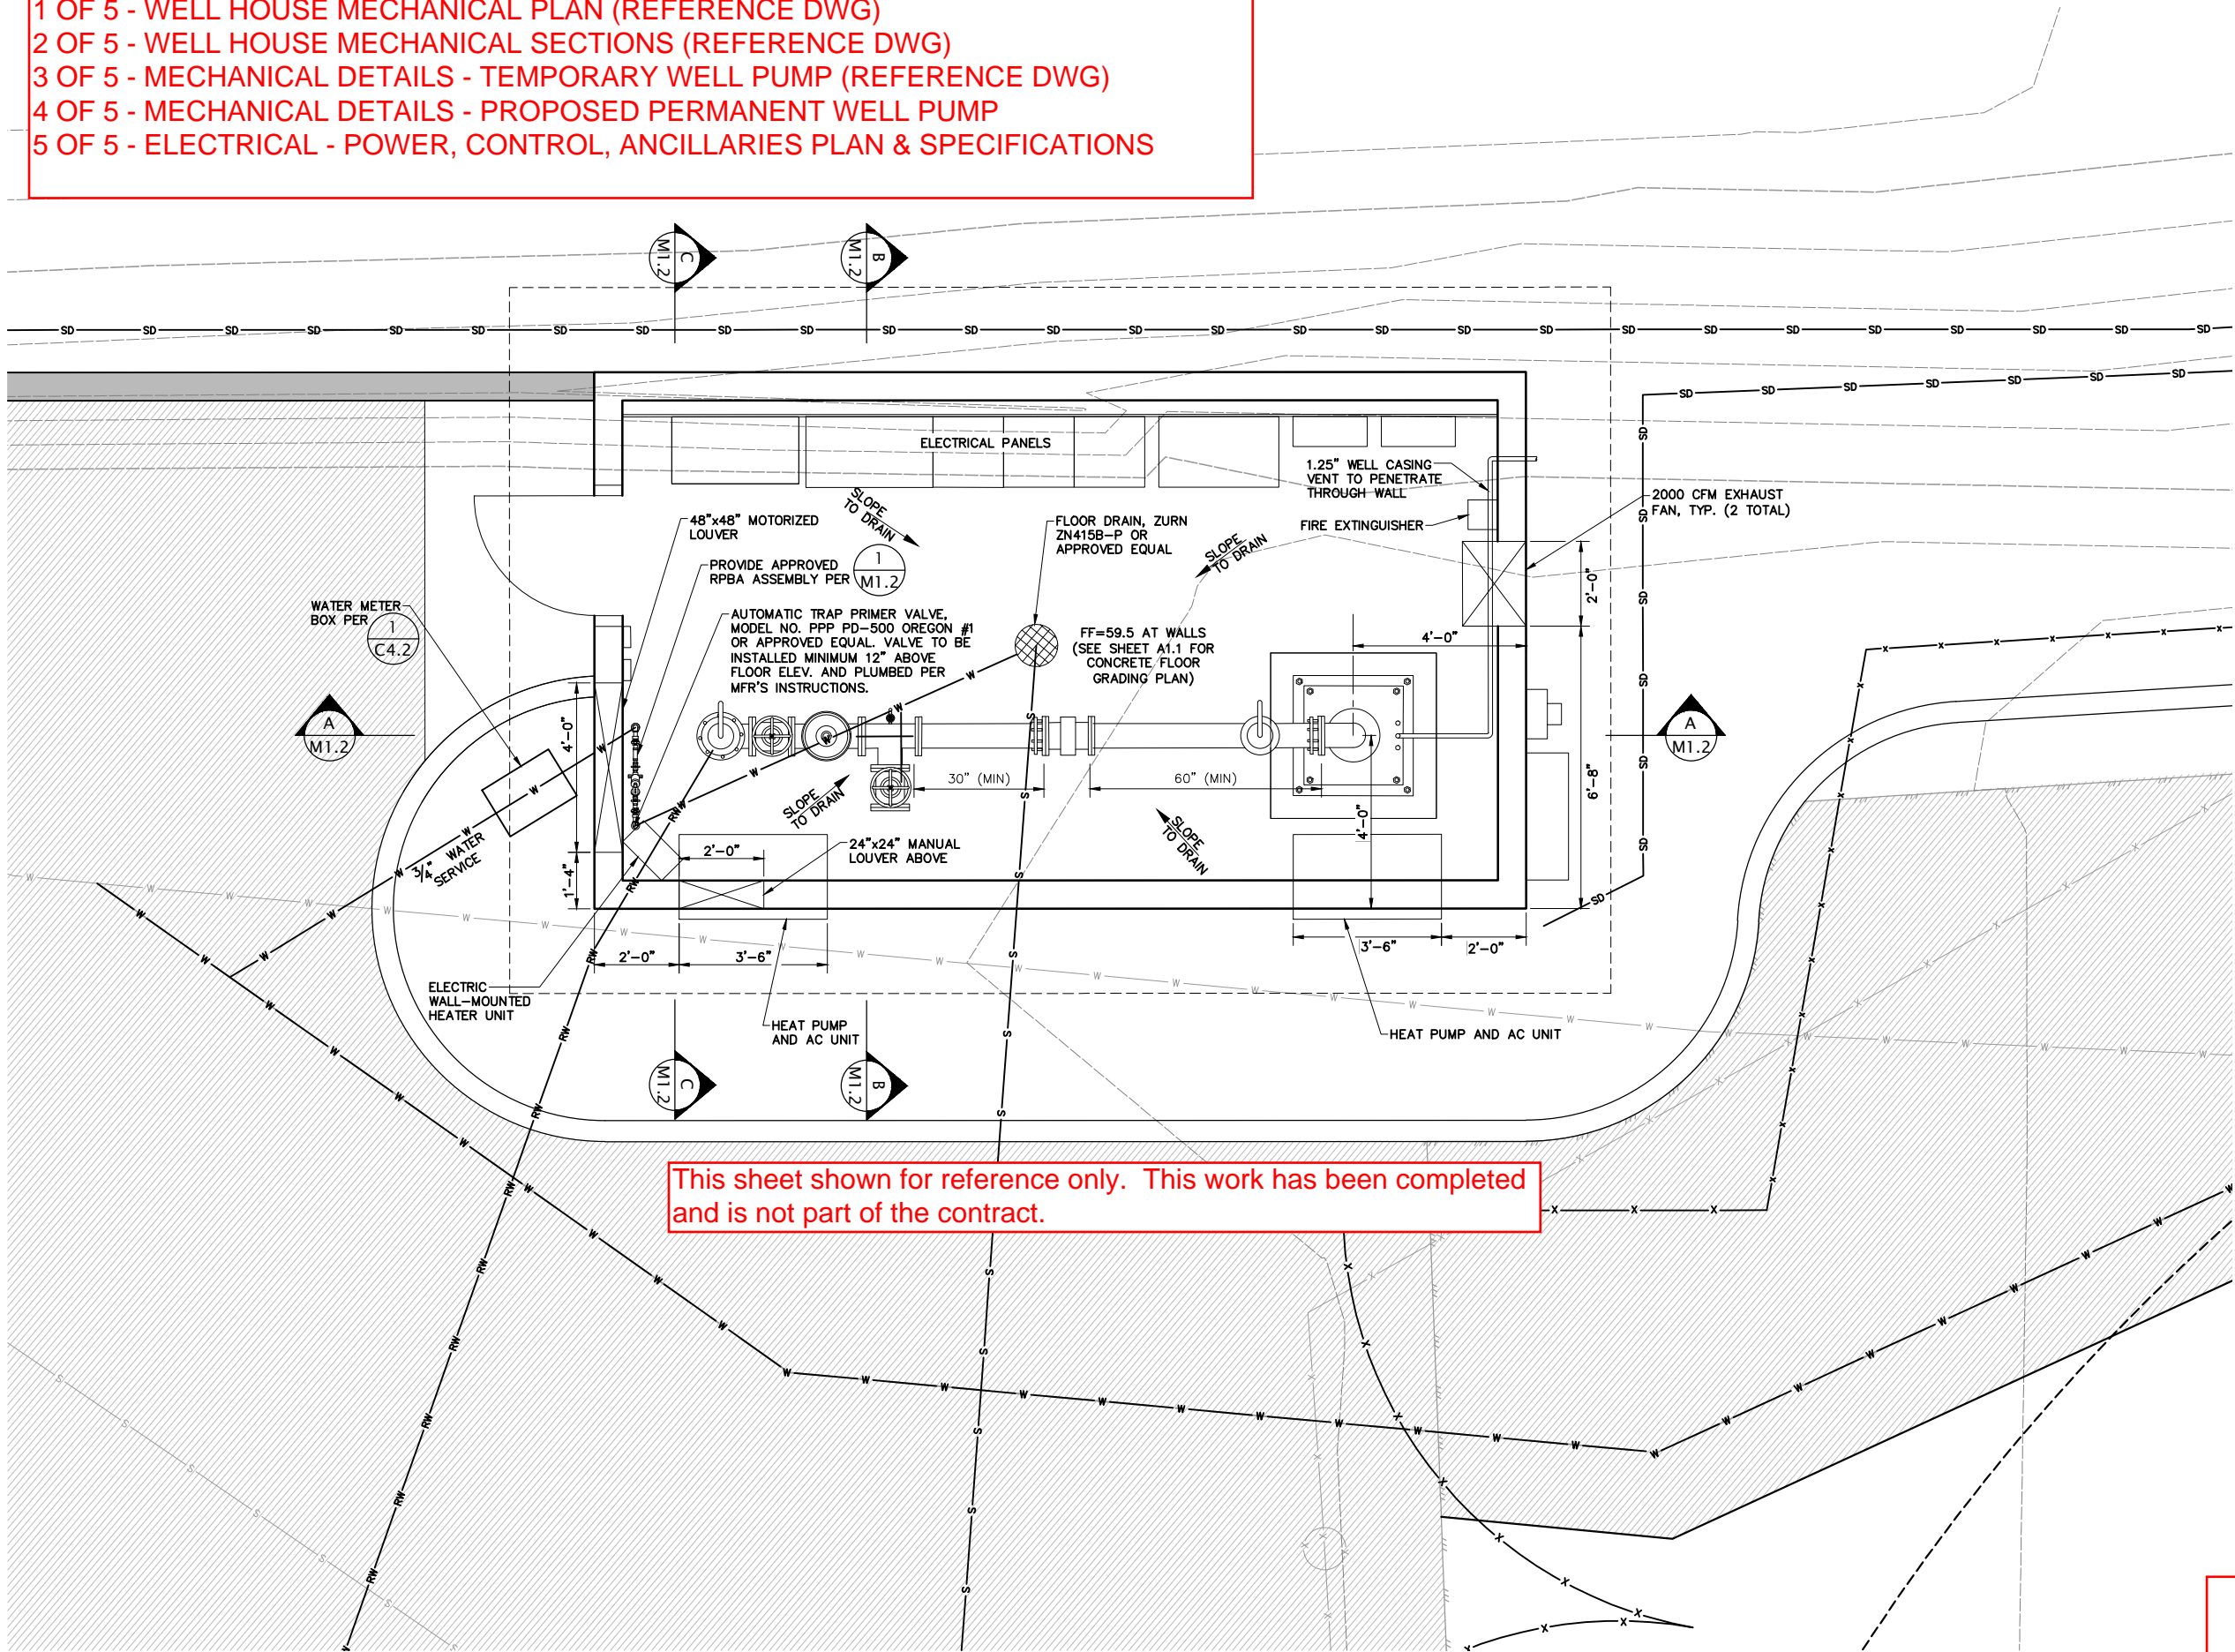 1 OF 5 - WELL HOUSE MECHANICAL PLAN (REFERENCE DWG)
2 OF 5 - WELL HOUSE MECHANICAL SECTIONS (REFERENCE DWG)
3 OF 5 - MECHANICAL DETAILS - TEMPORARY WELL PUMP (REFERENCE DWG)
4 OF 5 - MECHANICAL DETAILS - PROPOSED PERMANENT WELL PUMP
5 OF 5 - ELECTRICAL - POWER, CONTROL, ANCILLARIES PLAN & SPECIFICATIONS
C
M1.2
B
M1.2
ELECTRICAL PANELS
1.25" WELL CASING
VENT TO PENETRATE
THROUGH WALL
FIRE EXTINGUISHER
2000 CFM EXHAUST
FAN, TYP. (2 TOTAL)
SLOPE
TO DRAIN
48"x48" MOTORIZED
LOUVER
FLOOR DRAIN, ZURN
ZN415B-P OR
APPROVED EQUAL
SLOPE
TO DRAIN
PROVIDE APPROVED
RPBA ASSEMBLY PER
1
M1.2
2'-0"
WATER METER
BOX PER
1
C4.2
AUTOMATIC TRAP PRIMER VALVE,
MODEL NO. PPP PD-500 OREGON #1
OR APPROVED EQUAL. VALVE TO BE
INSTALLED MINIMUM 12" ABOVE
FLOOR ELEV. AND PLUMBED PER
MFR'S INSTRUCTIONS.
FF=59.5 AT WALLS
(SEE SHEET A1.1 FOR
CONCRETE FLOOR
GRADING PLAN)
4'-0"
A
M1.2
4'-0"
A
M1.2
30" (MIN)
60" (MIN)
6'-8"
SLOPE
TO DRAIN
SLOPE
TO DRAIN
4'-0"
3/4" WATER
SERVICE
2'-0"
24"x24" MANUAL
LOUVER ABOVE
1'-4"
2'-0"
3'-6"
3'-6"
2'-0"
ELECTRIC
WALL-MOUNTED
HEATER UNIT
HEAT PUMP
AND AC UNIT
HEAT PUMP AND AC UNIT
C
M1.2
B
M1.2
This sheet shown for reference only.  This work has been completed
and is not part of the contract.